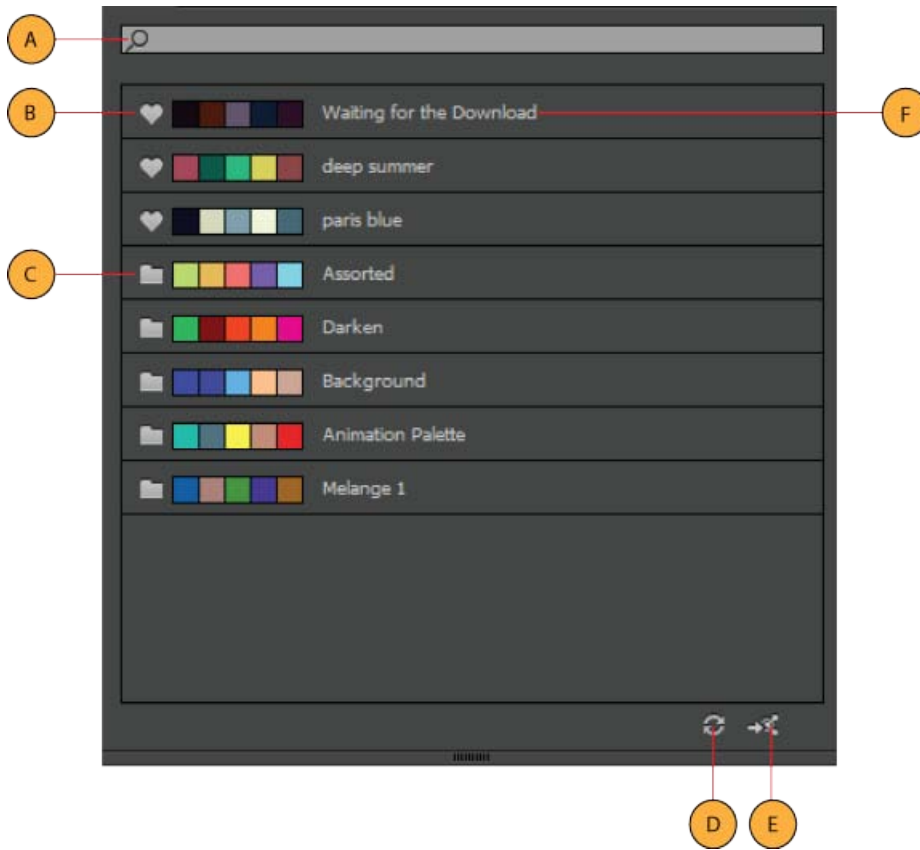 A
B
Waiting for the Download
F
deep summer
paris blue
C
Assorted
Darken
Background
Animation Palette
Melange 1
D
E